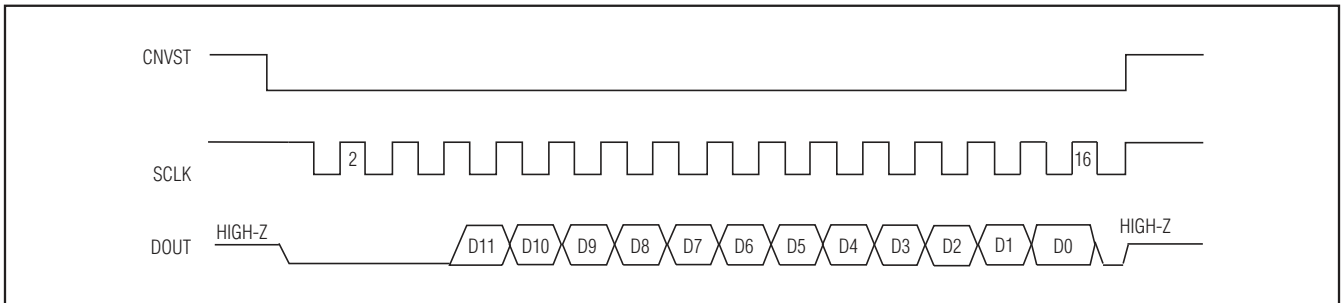 CNVST
SCLK
2
16
DOUT
HIGH-Z
D11 D10 D9 D8 D7 D6 D5 D4 D3 D2 D1 D0
HIGH-Z